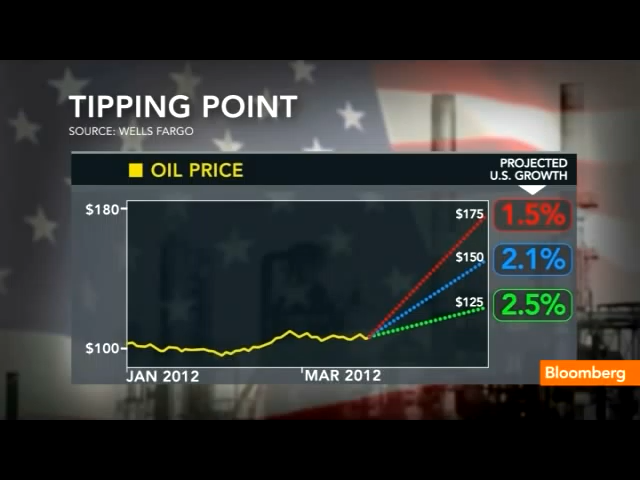 TIPPING POINT
SOURCE: WELLS FARGO
OIL PRICE
PROJECTED
U.S. GROWTH
$180
$175
1.5%
$150
2.1%
$125
2.5%
$100
JAN 2012
MAR 2012
Bloomberg